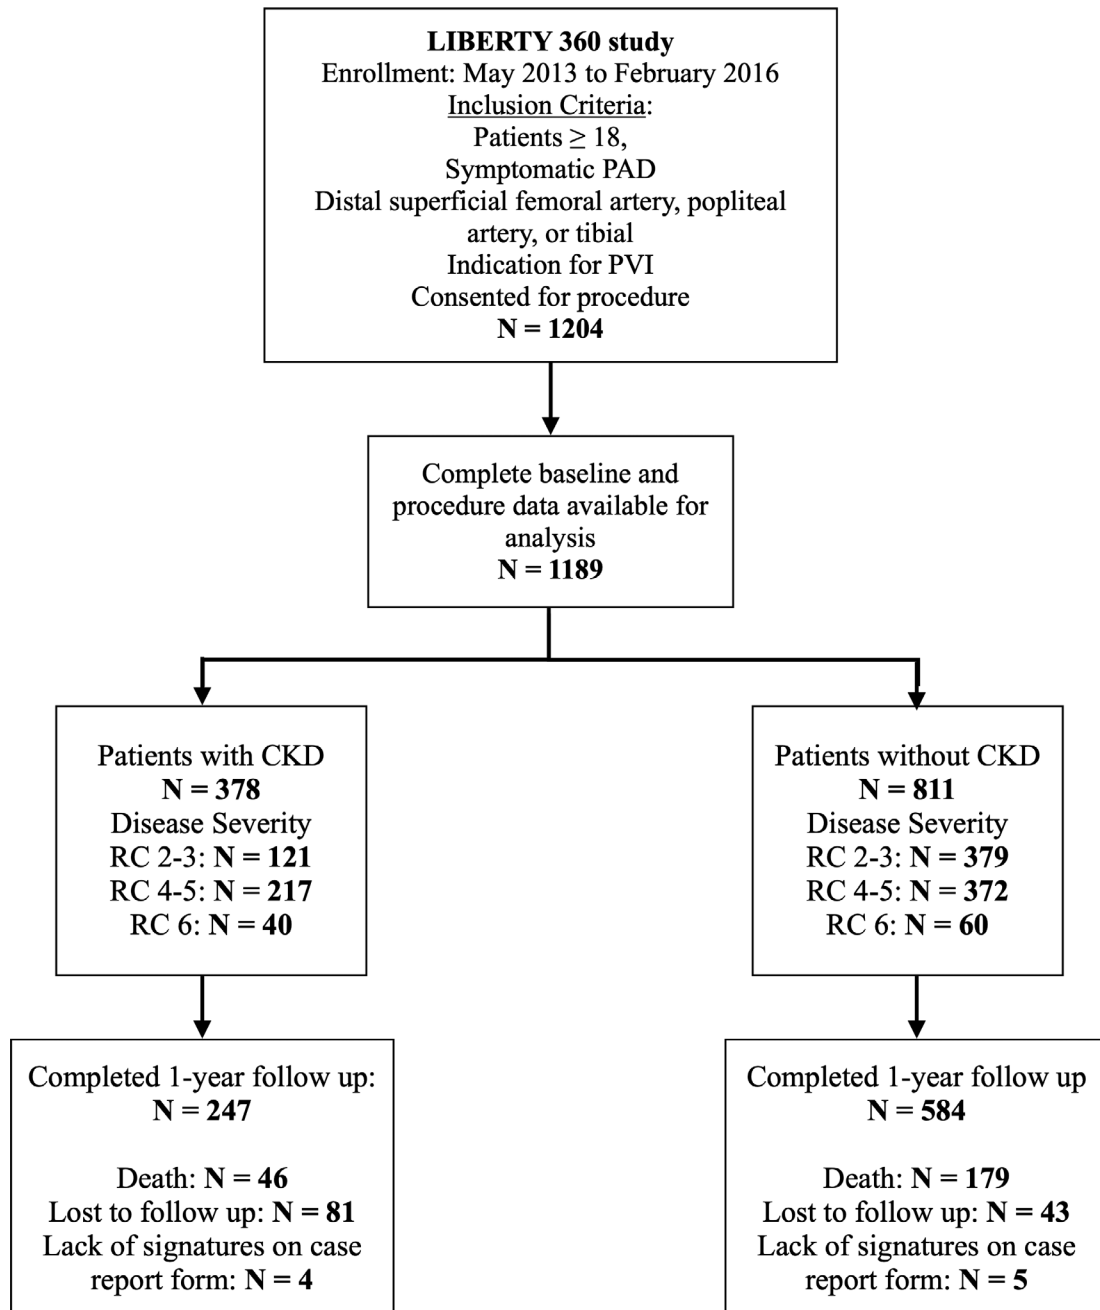 LIBERTY 360 study
Enrollment: May 2013 to February 2016
Inclusion Criteria:
Patients ≥ 18,
Symptomatic PAD
Distal superficial femoral artery, popliteal
artery, or tibial
Indication for PVI
Consented for procedure
N = 1204
Complete baseline and
procedure data available for
analysis
N = 1189
Patients with CKD
N = 378
Disease Severity
RC 2-3: N = 121
RC 4-5: N = 217
RC 6: N = 40
Patients without CKD
N = 811
Disease Severity
RC 2-3: N = 379
RC 4-5: N = 372
RC 6: N = 60
Completed 1-year follow up:
N = 247
Death: N = 46
Lost to follow up: N = 81
Lack of signatures on case
report form: N = 4
Completed 1-year follow up
N = 584
Death: N = 179
Lost to follow up: N = 43
Lack of signatures on case
report form: N = 5